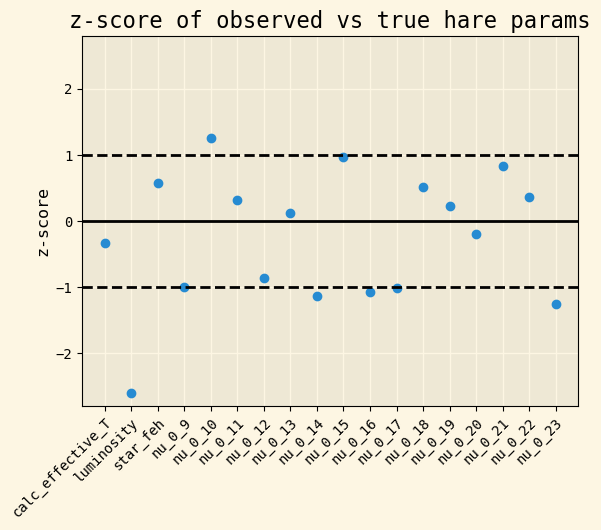 z-score of observed vs true hare params
z-score
2
1
0
−1
−2
calc_effective_T
luminosity
star_feh
nu_0_9
nu_0_10
nu_0_11
nu_0_12
nu_0_13
nu_0_14
nu_0_15
nu_0_16
nu_0_17
nu_0_18
nu_0_19
nu_0_20
nu_0_21
nu_0_22
nu_0_23